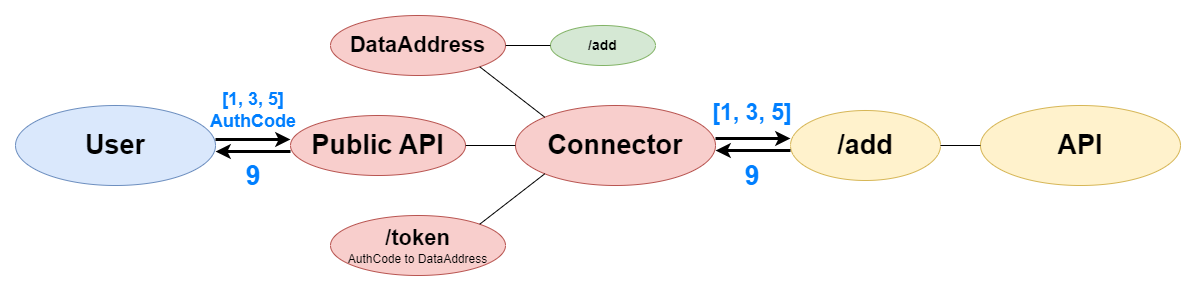 DataAddress
/add
[1, 3, 5]
AuthCode
[1, 3, 5]
User
Public API
Connector
/add
API
9
9
/token
AuthCode to DataAddress